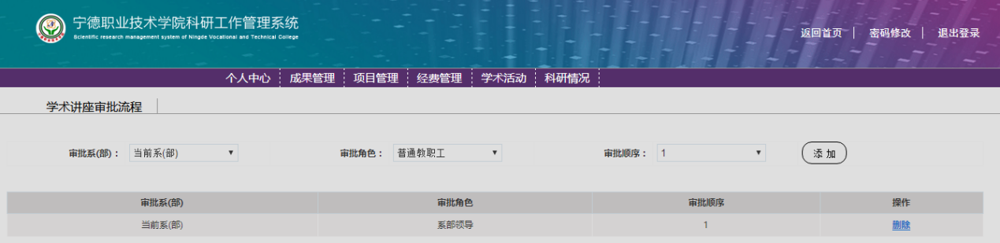 宁德职业技术学院科研工作管理系统
Scientific research management system of Ningde Vocational and Technical College
返回首页 密码修改 退出登录
个人中心 成果管理 项目管理 经费管理 学术活动 科研情况
学术讲座审批流程
审批系(部)： 当前系(部) 审批角色： 普通教职工 审批顺序： 1 添 加
审批系(部) 审批角色 审批顺序 操作
当前系(部) 系部领导 1 删除